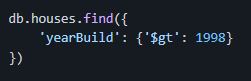 db.houses.find({
    'yearBuild': {'$gt': 1998}
})